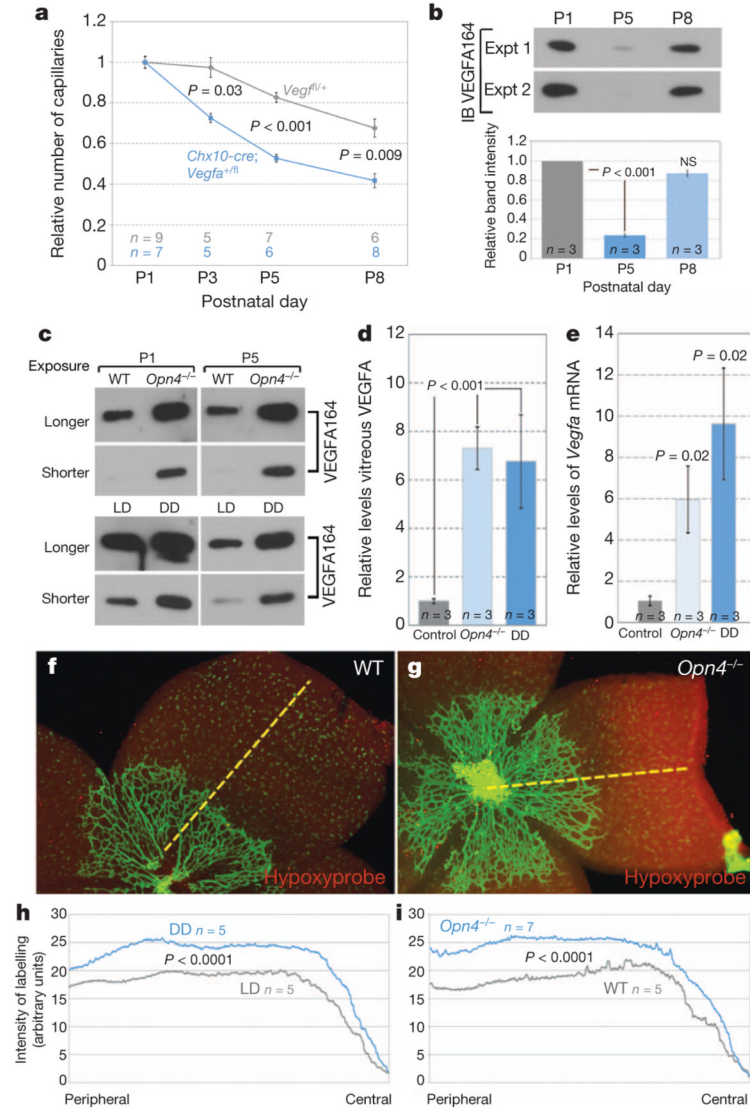 a
Relative number of capillaries
1.2
1
0.8
0.6
0.4
0.2
0
P = 0.03
P < 0.001
P = 0.009
Vegf^fl/+
Chx10-cre;
Vegfa^+/fl
n = 9 5 7 6
n = 7 5 6 8
P1 P3 P5 P8
Postnatal day
b
P1 P5 P8
IB VEGFA164
Expt 1
Expt 2
Relative band intensity
1.2
1.0
0.8
0.6
0.4
0.2
0
P < 0.001
NS
n = 3 n = 3 n = 3
P1 P5 P8
Postnatal day
c
P1 P5
Exposure WT Opn4^−/− WT Opn4^−/−
Longer
Shorter
VEGFA164
LD DD LD DD
Longer
Shorter
VEGFA164
d
Relative levels vitreous VEGFA
12
10
8
6
4
2
0
P < 0.001
n = 3 n = 3 n = 3
Control Opn4^−/− DD
e
Relative levels of Vegfa mRNA
14
12
10
8
6
4
2
0
P = 0.02
P = 0.02
n = 3 n = 3 n = 3
Control Opn4^−/− DD
f
WT
Hypoxyprobe
g
Opn4^−/−
Hypoxyprobe
h
Intensity of labelling
(arbitrary units)
30
25
20
15
10
5
0
DD n = 5
P < 0.0001
LD n = 5
Peripheral Central
i
30
25
20
15
10
5
0
Opn4^−/− n = 7
P < 0.0001
WT n = 5
Peripheral Central